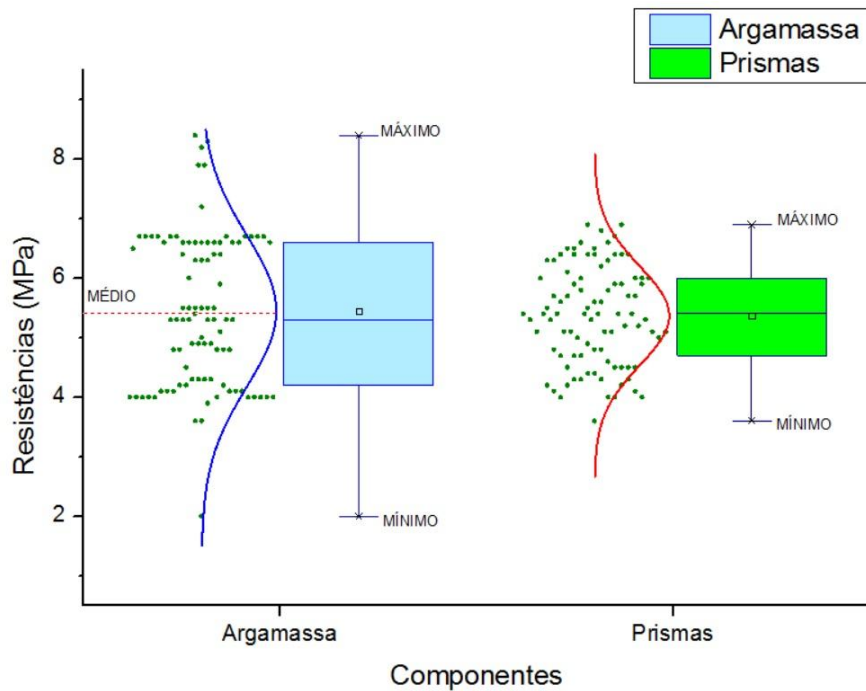 Argamassa
Prismas
Resistências (MPa)
8
6
4
2
MÁXIMO
MÉDIO
MÍNIMO
MÁXIMO
MÍNIMO
Argamassa
Prismas
Componentes